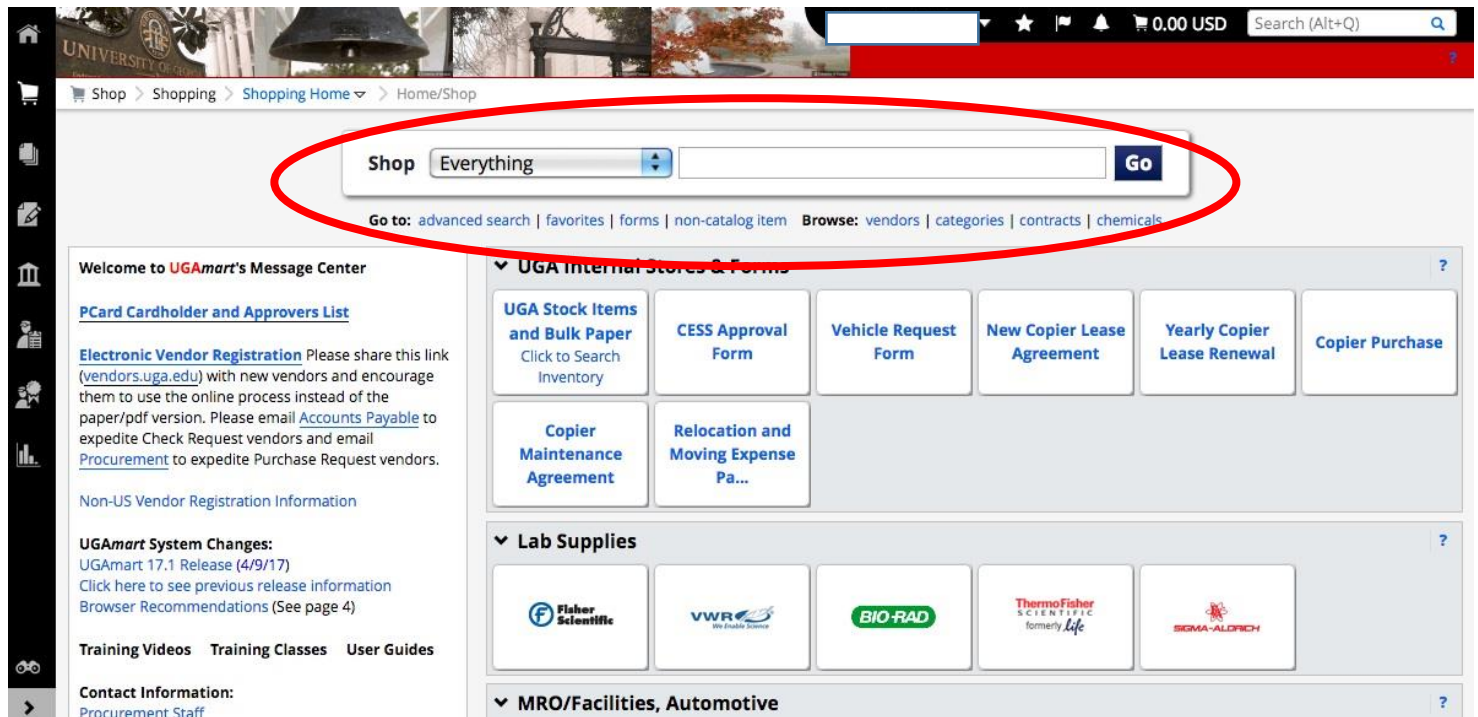 UNIVERSITY OF
0.00 USD
Search (Alt+Q)
?
Shop > Shopping > Shopping Home > Home/Shop
Shop Everything Go
Go to: advanced search | favorites | forms | non-catalog item Browse: vendors | categories | contracts | chemicals
Welcome to UGAmart's Message Center
PCard Cardholder and Approvers List
Electronic Vendor Registration Please share this link
(vendors.uga.edu) with new vendors and encourage
them to use the online process instead of the
paper/pdf version. Please email Accounts Payable to
expedite Check Request vendors and email
Procurement to expedite Purchase Request vendors.
Non-US Vendor Registration Information
UGAmart System Changes:
UGAmart 17.1 Release (4/9/17)
Click here to see previous release information
Browser Recommendations (See page 4)
Training Videos Training Classes User Guides
Contact Information:
Procurement Staff
UGA Internal Stores & Forms ?
UGA Stock Items
and Bulk Paper
Click to Search
Inventory
CESS Approval
Form
Vehicle Request
Form
New Copier Lease
Agreement
Yearly Copier
Lease Renewal
Copier Purchase
Copier
Maintenance
Agreement
Relocation and
Moving Expense
Pa...
Lab Supplies ?
Fisher
Scientific
VWR
We Enable Science
BIO-RAD
ThermoFisher
SCIENTIFIC
formerly life
SIGMA-ALDRICH
MRO/Facilities, Automotive ?